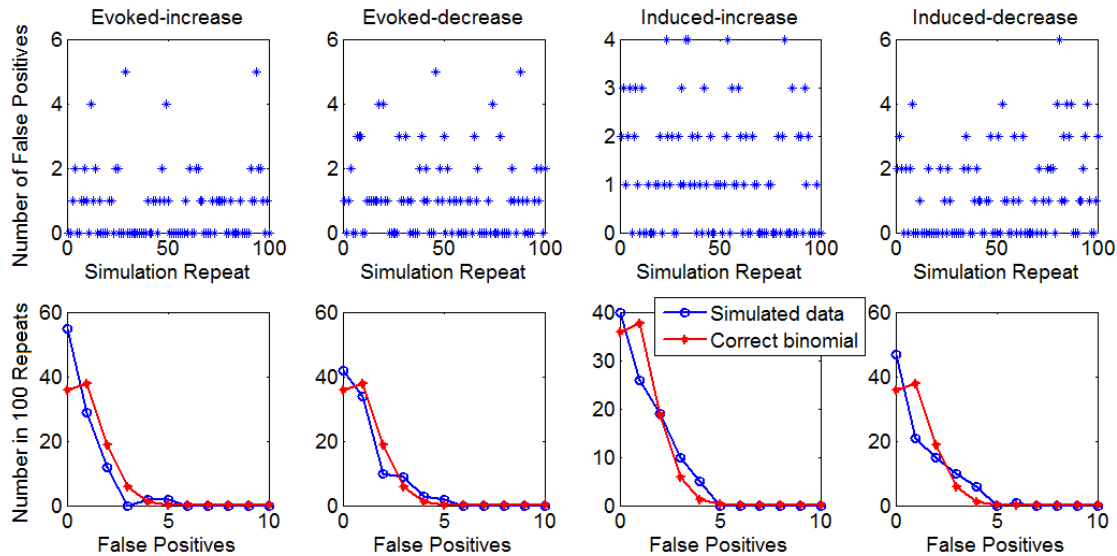 Evoked-increase Evoked-decrease Induced-increase Induced-decrease
Number of False Positives
6 4 2 0
0 50 100
Simulation Repeat
6 4 2 0
0 50 100
Simulation Repeat
4 3 2 1 0
0 50 100
Simulation Repeat
6 4 2 0
0 50 100
Simulation Repeat
Number in 100 Repeats
60 40 20 0
0 5 10
False Positives
60 40 20 0
0 5 10
False Positives
40 30 20 10 0
Simulated data
Correct binomial
0 5 10
False Positives
60 40 20 0
0 5 10
False Positives